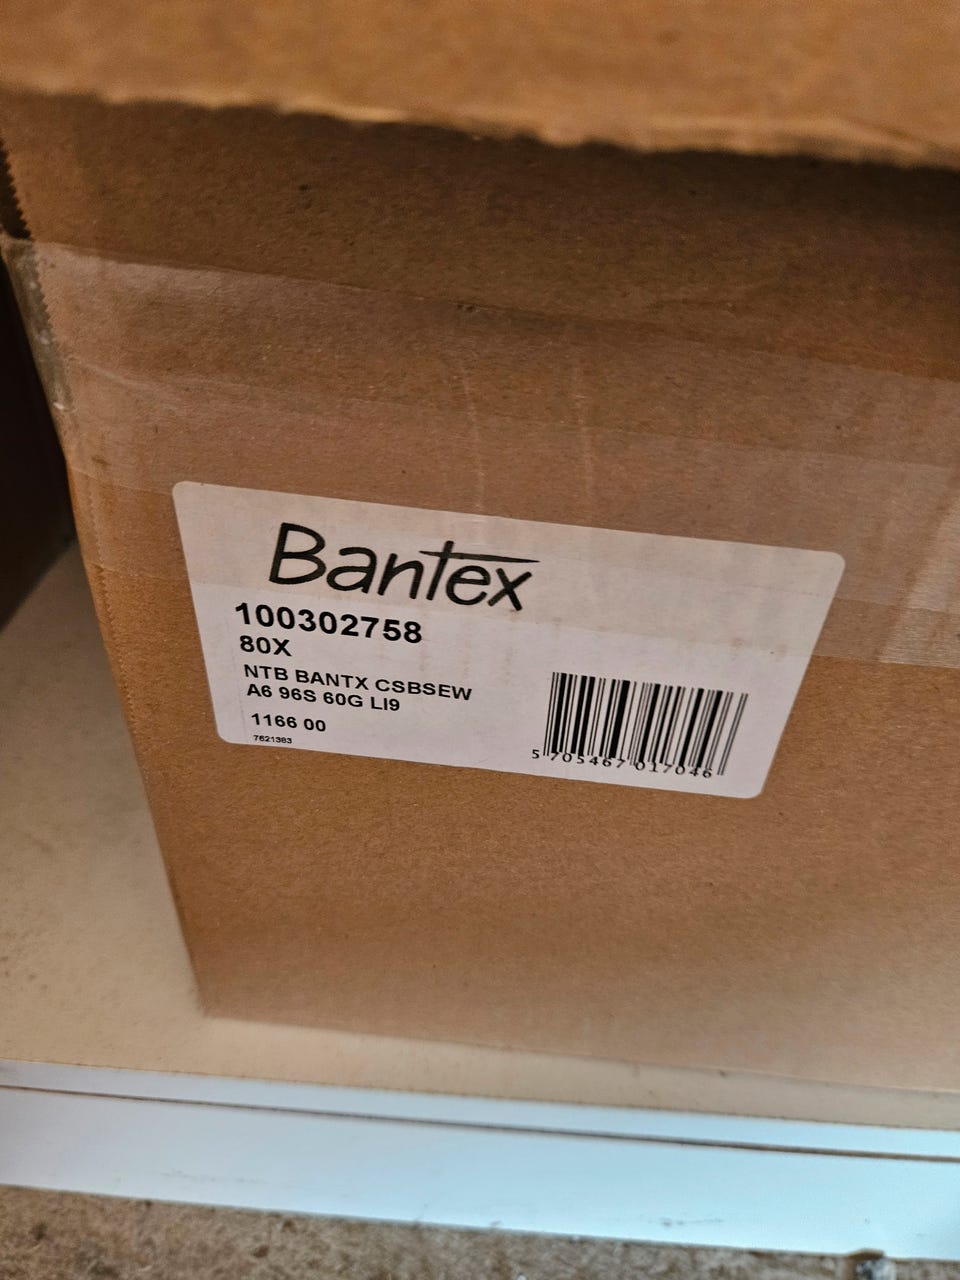 Bantex
100302758
80X
NTB BANTX CSBSEW
A6 96S 60G LI9
1166 00
7621383
5 705467 017046